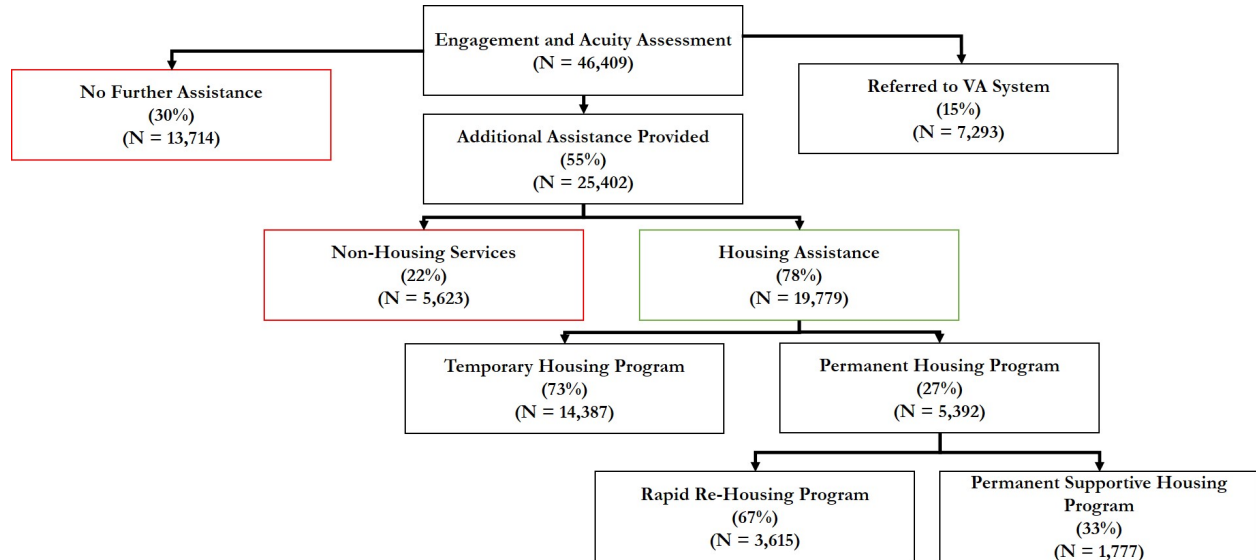 Engagement and Acuity Assessment
(N = 46,409)
No Further Assistance
(30%)
(N = 13,714)
Referred to VA System
(15%)
(N = 7,293)
Additional Assistance Provided
(55%)
(N = 25,402)
Non-Housing Services
(22%)
(N = 5,623)
Housing Assistance
(78%)
(N = 19,779)
Temporary Housing Program
(73%)
(N = 14,387)
Permanent Housing Program
(27%)
(N = 5,392)
Rapid Re-Housing Program
(67%)
(N = 3,615)
Permanent Supportive Housing
Program
(33%)
(N = 1,777)